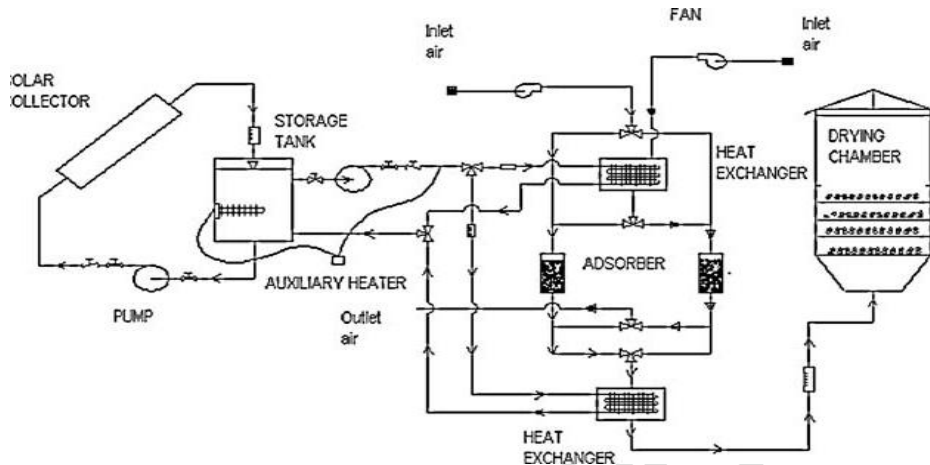 FAN
Inlet
air
Inlet
air
OLAR
OLLECTOR
STORAGE
TANK
HEAT
EXCHANGER
DRYING
CHAMBER
ADSORBER
AUXILIARY HEATER
PUMP
Outlet
air
HEAT
EXCHANGER